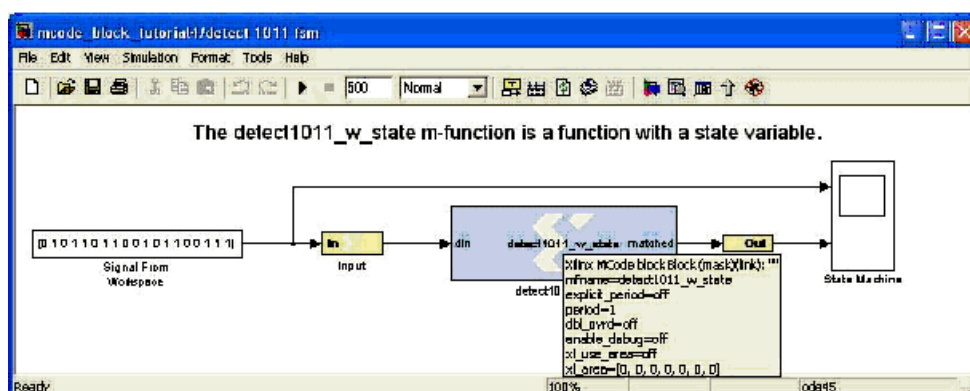 mcode_block_tutorial4/detect 1011 fsm
File Edit View Simulation Format Tools Help
500 Normal
The detect1011_w_state m-function is a function with a state variable.
[0 1 0 1 1 0 1 1 0 0 1 0 1 1 0 0 1 1 1]
Signal From
Workspace
In
Input
din detect1011_w_state matched
detect10
Out
State Machine
Xilinx MCode block Block (mask)(link): ""
mfname=detect1011_w_state
explicit_period=off
period=1
dbl_ovrd=off
enable_debug=off
xl_use_area=off
xl_area=[0, 0, 0, 0, 0, 0, 0]
Ready 100% ode45